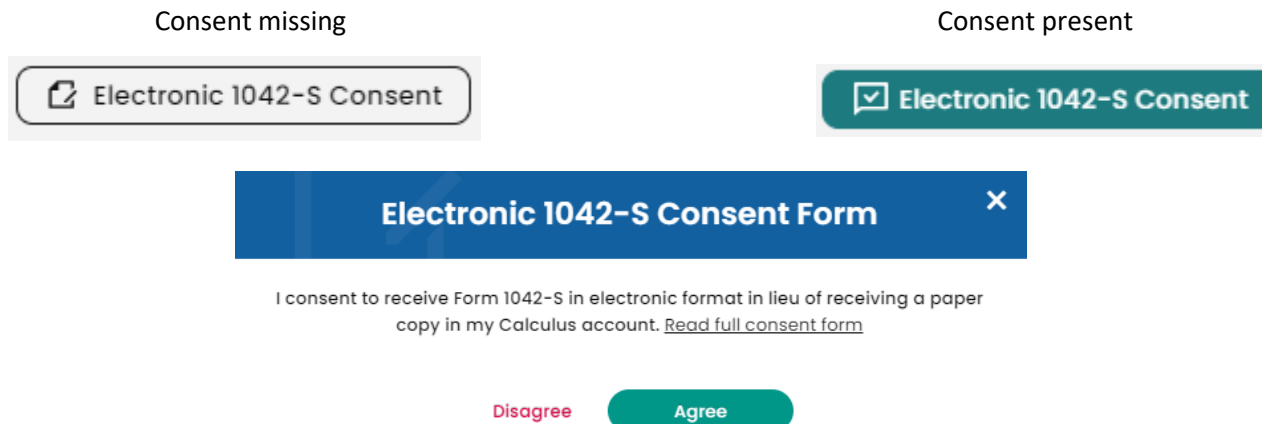 Consent missing
Consent present
Electronic 1042-S Consent
Electronic 1042-S Consent
Electronic 1042-S Consent Form
I consent to receive Form 1042-S in electronic format in lieu of receiving a paper
copy in my Calculus account. Read full consent form
Disagree
Agree